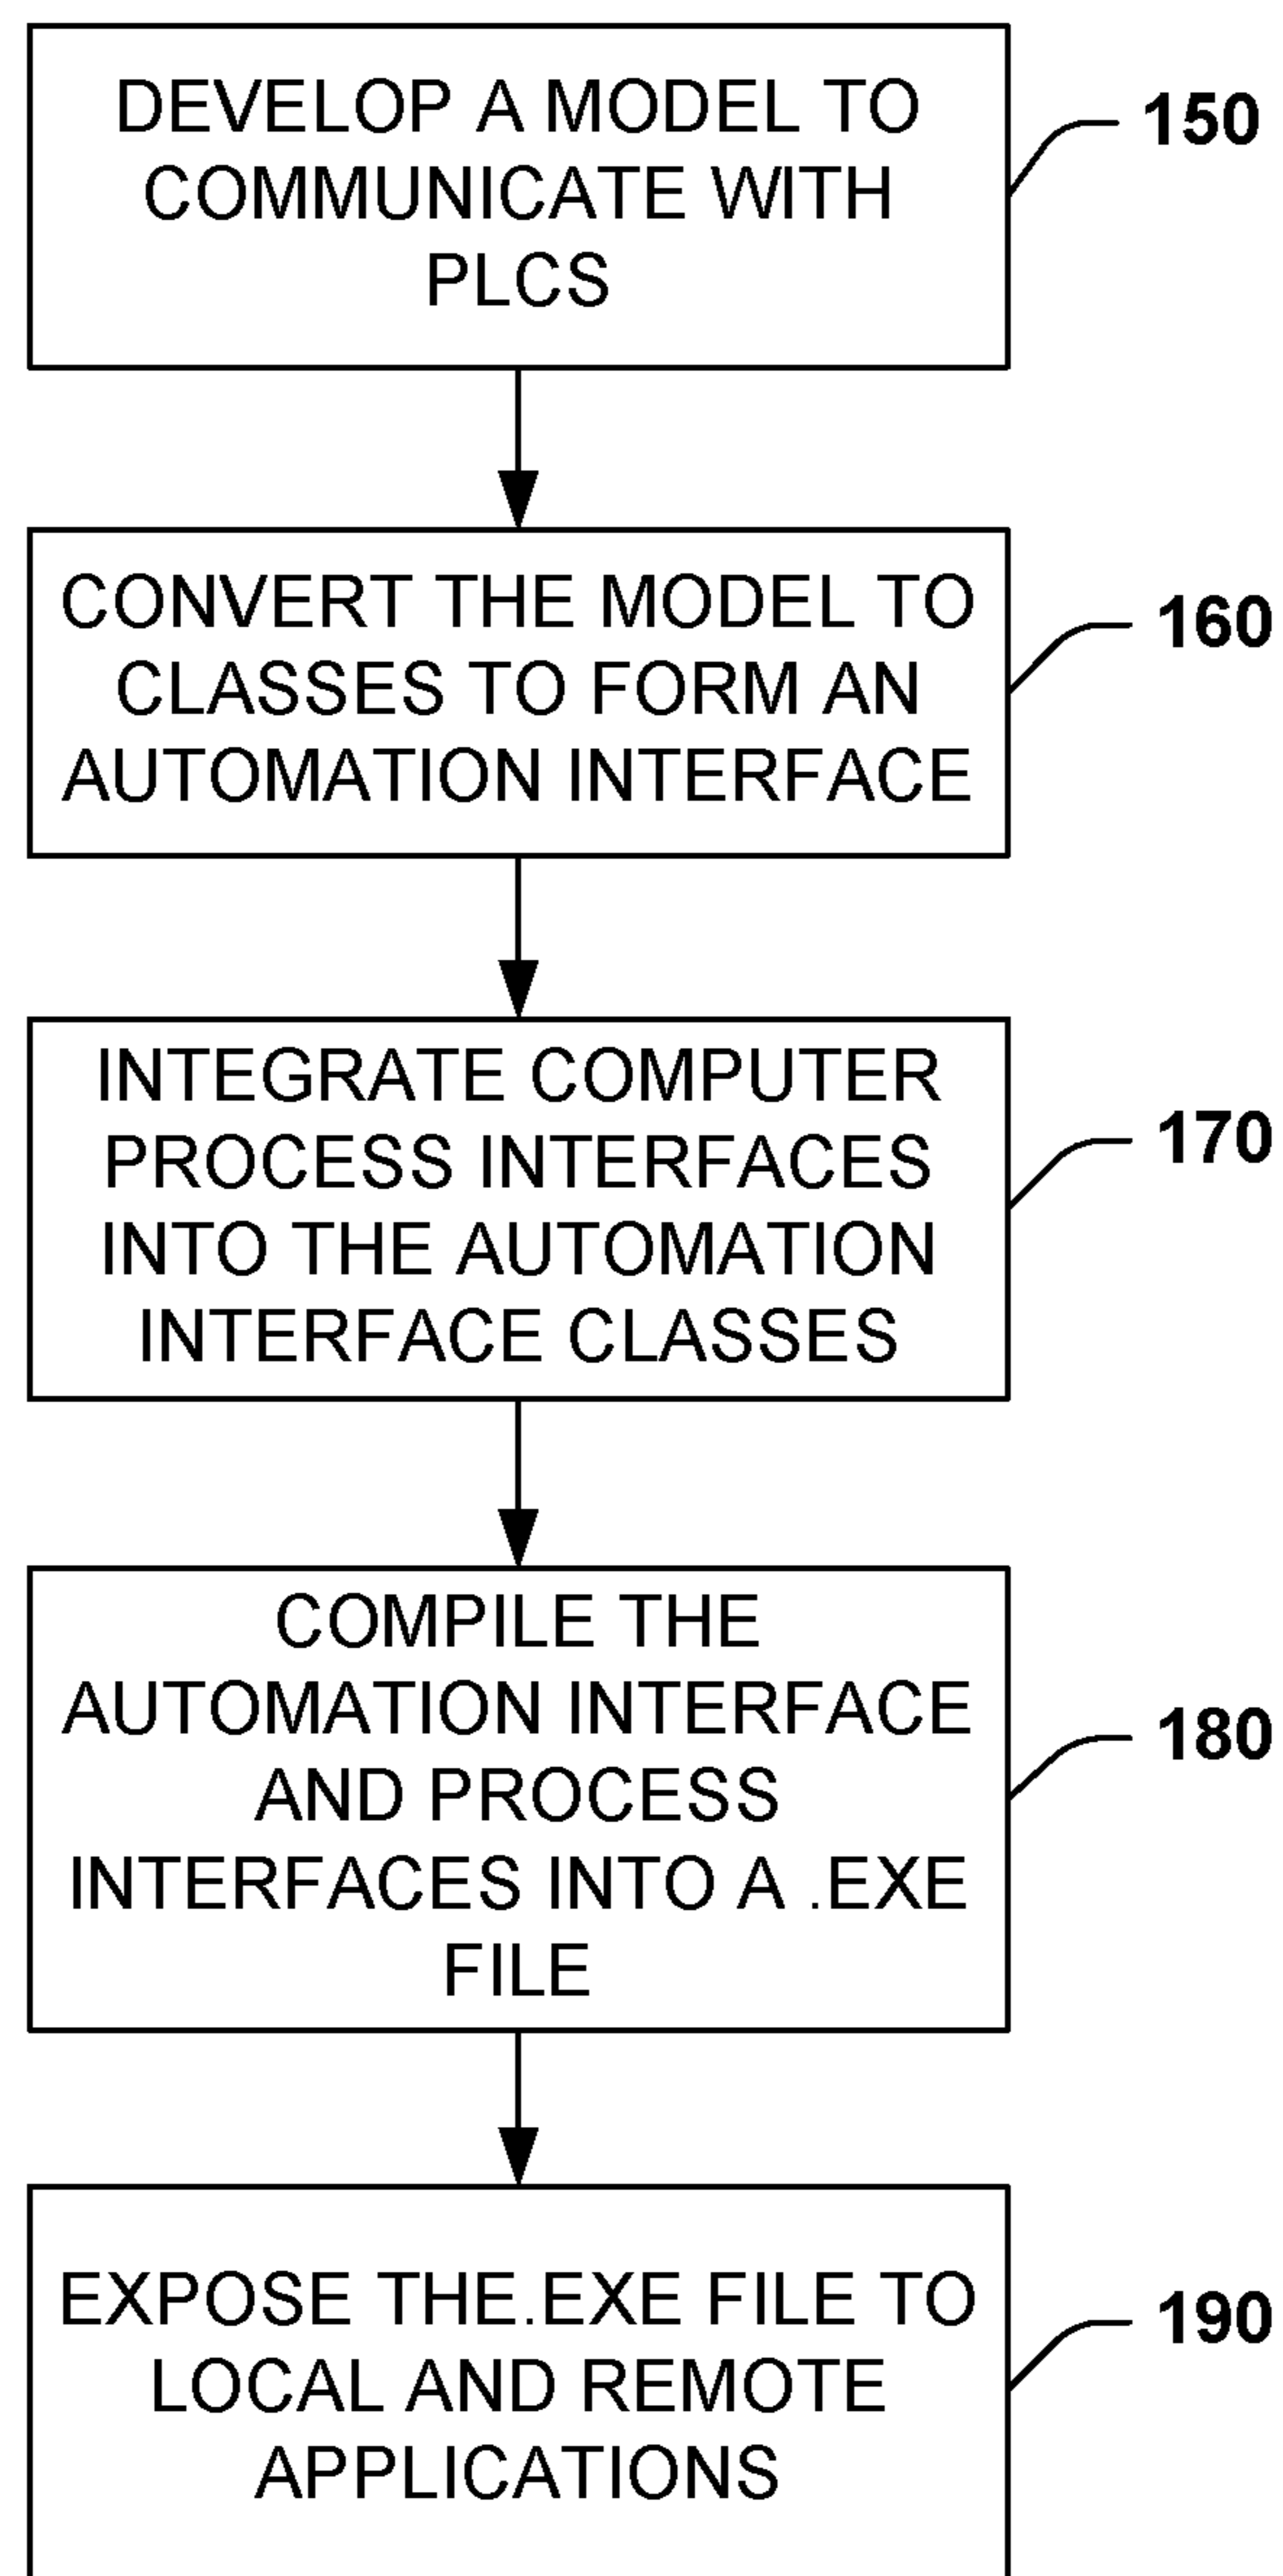 DEVELOP A MODEL TO
COMMUNICATE WITH
PLCS
150
CONVERT THE MODEL TO
CLASSES TO FORM AN
AUTOMATION INTERFACE
160
INTEGRATE COMPUTER
PROCESS INTERFACES
INTO THE AUTOMATION
INTERFACE CLASSES
170
COMPILE THE
AUTOMATION INTERFACE
AND PROCESS
INTERFACES INTO A .EXE
FILE
180
EXPOSE THE.EXE FILE TO
LOCAL AND REMOTE
APPLICATIONS
190